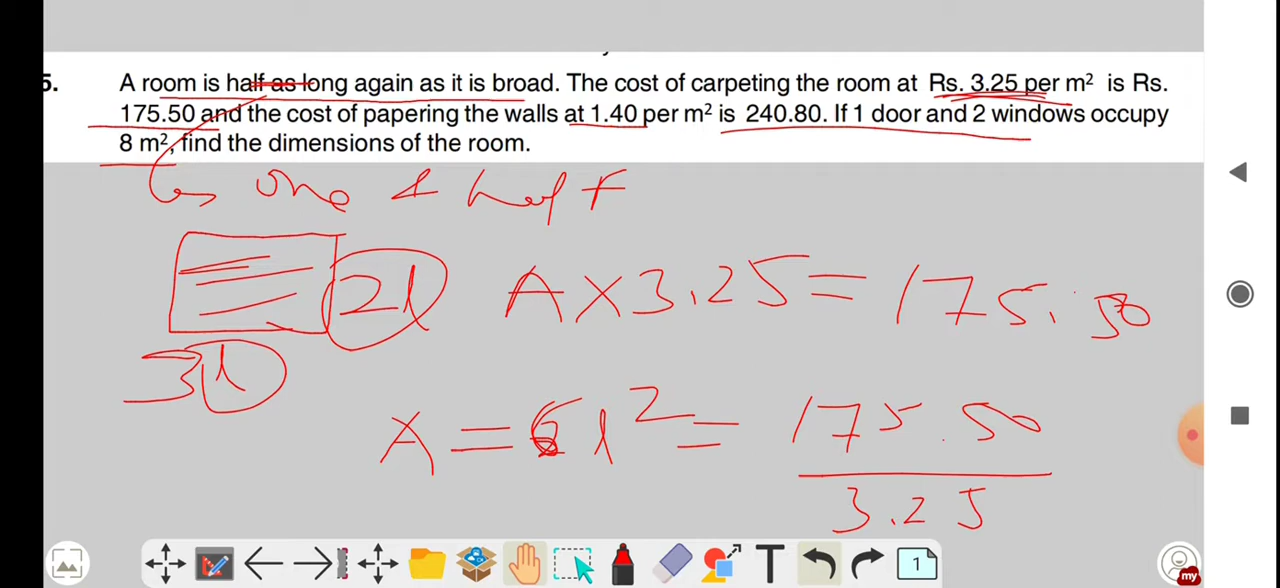 5. A room is half as long again as it is broad. The cost of carpeting the room at Rs. 3.25 per m² is Rs.
175.50 and the cost of papering the walls at 1.40 per m² is 240.80. If 1 door and 2 windows occupy
8 m², find the dimensions of the room.
one & half
2l A×3.25=175.50
3l
A=6l²=175.50
3.25
T 1
my